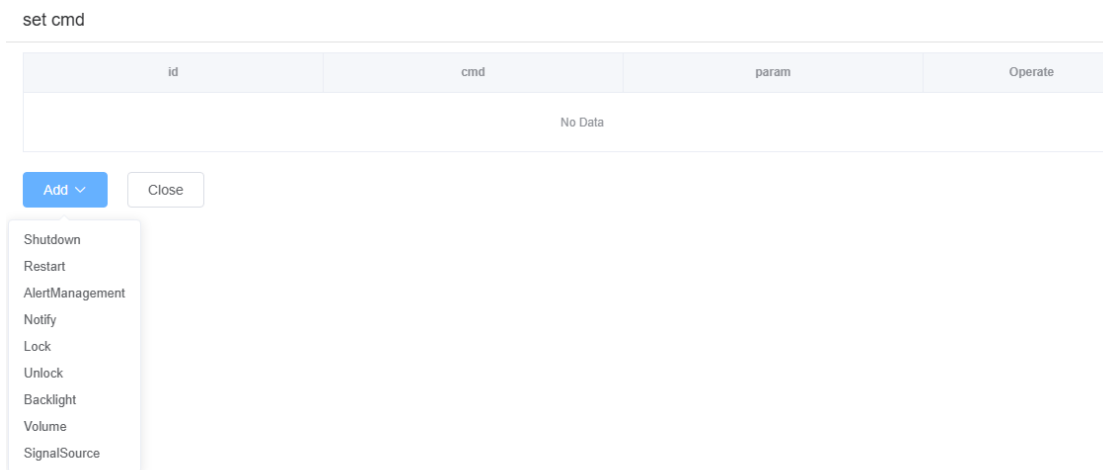 set cmd
id cmd param Operate
No Data
Add Close
Shutdown
Restart
AlertManagement
Notify
Lock
Unlock
Backlight
Volume
SignalSource